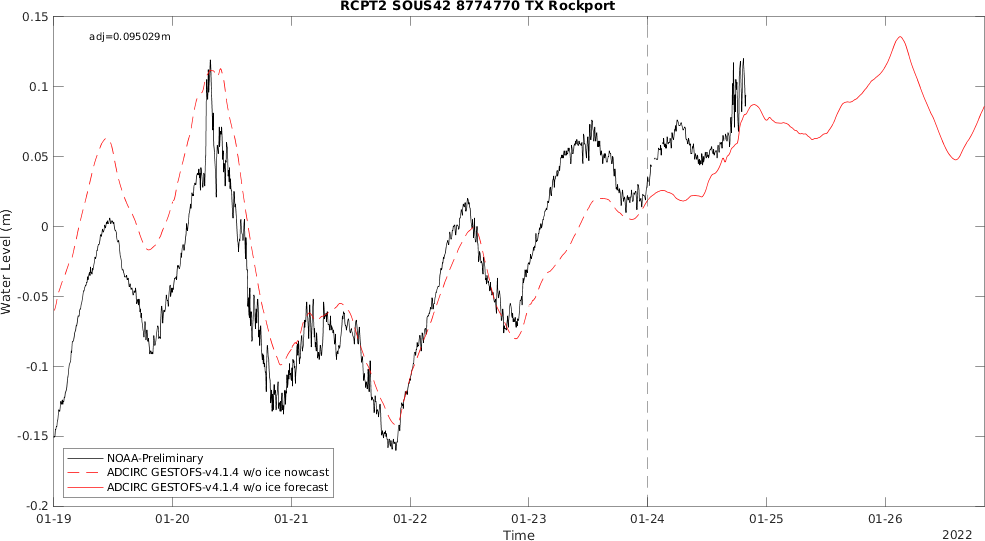 RCPT2 SOUS42 8774770 TX Rockport
adj=0.095029m
0.15
0.1
0.05
0
-0.05
-0.1
-0.15
-0.2
Water Level (m)
NOAA-Preliminary
ADCIRC GESTOFS-v4.1.4 w/o ice nowcast
ADCIRC GESTOFS-v4.1.4 w/o ice forecast
01-19 01-20 01-21 01-22 01-23 01-24 01-25 01-26
Time
2022